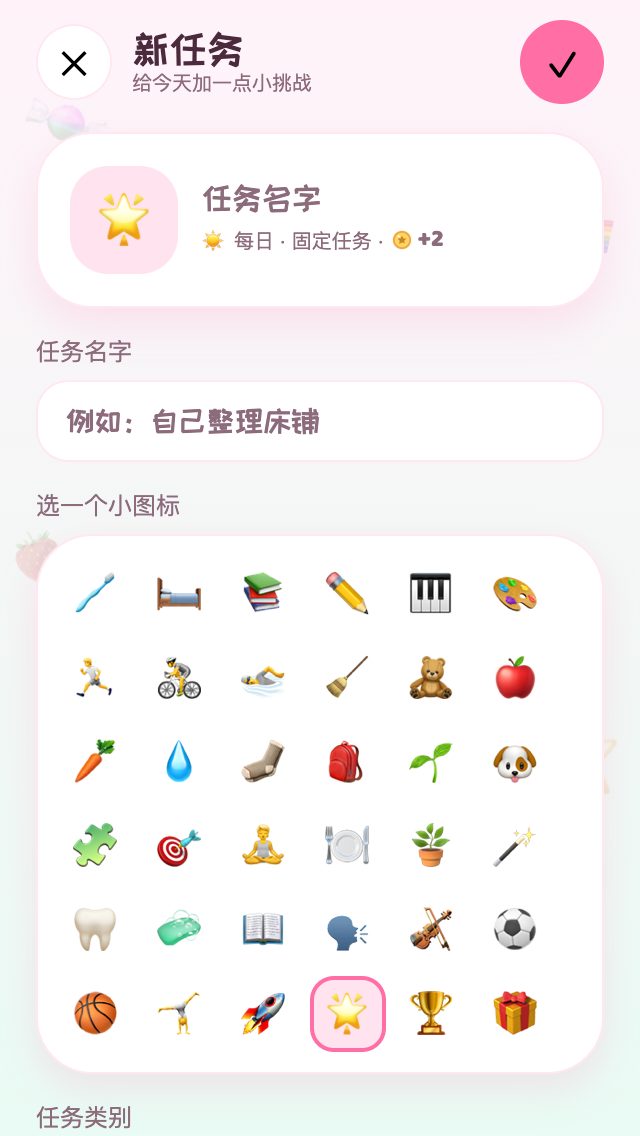 新任务
给今天加一点小挑战
任务名字
每日 · 固定任务 · +2
任务名字
例如：自己整理床铺
选一个小图标
任务类别